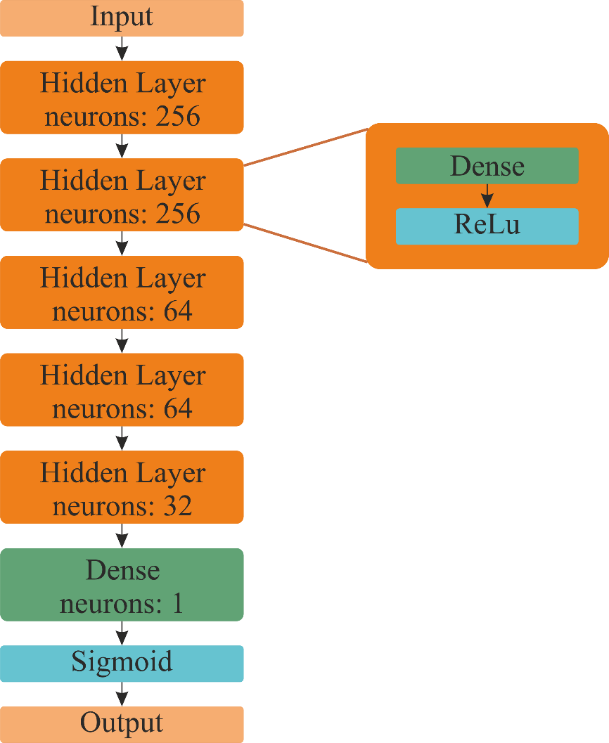 Input
Hidden Layer
neurons: 256
Hidden Layer
neurons: 256
Dense
ReLu
Hidden Layer
neurons: 64
Hidden Layer
neurons: 64
Hidden Layer
neurons: 32
Dense
neurons: 1
Sigmoid
Output